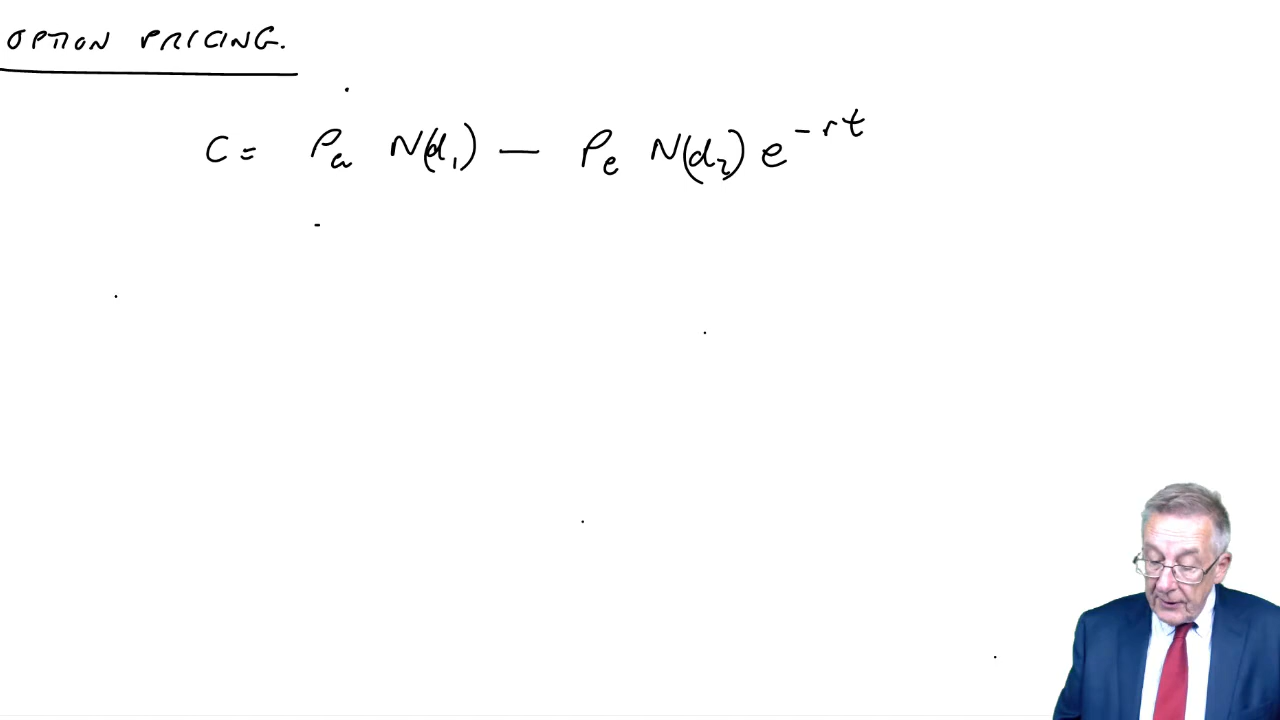 OPTION PRICING.
C = Pa N(d1) — Pe N(d2) e^-rt